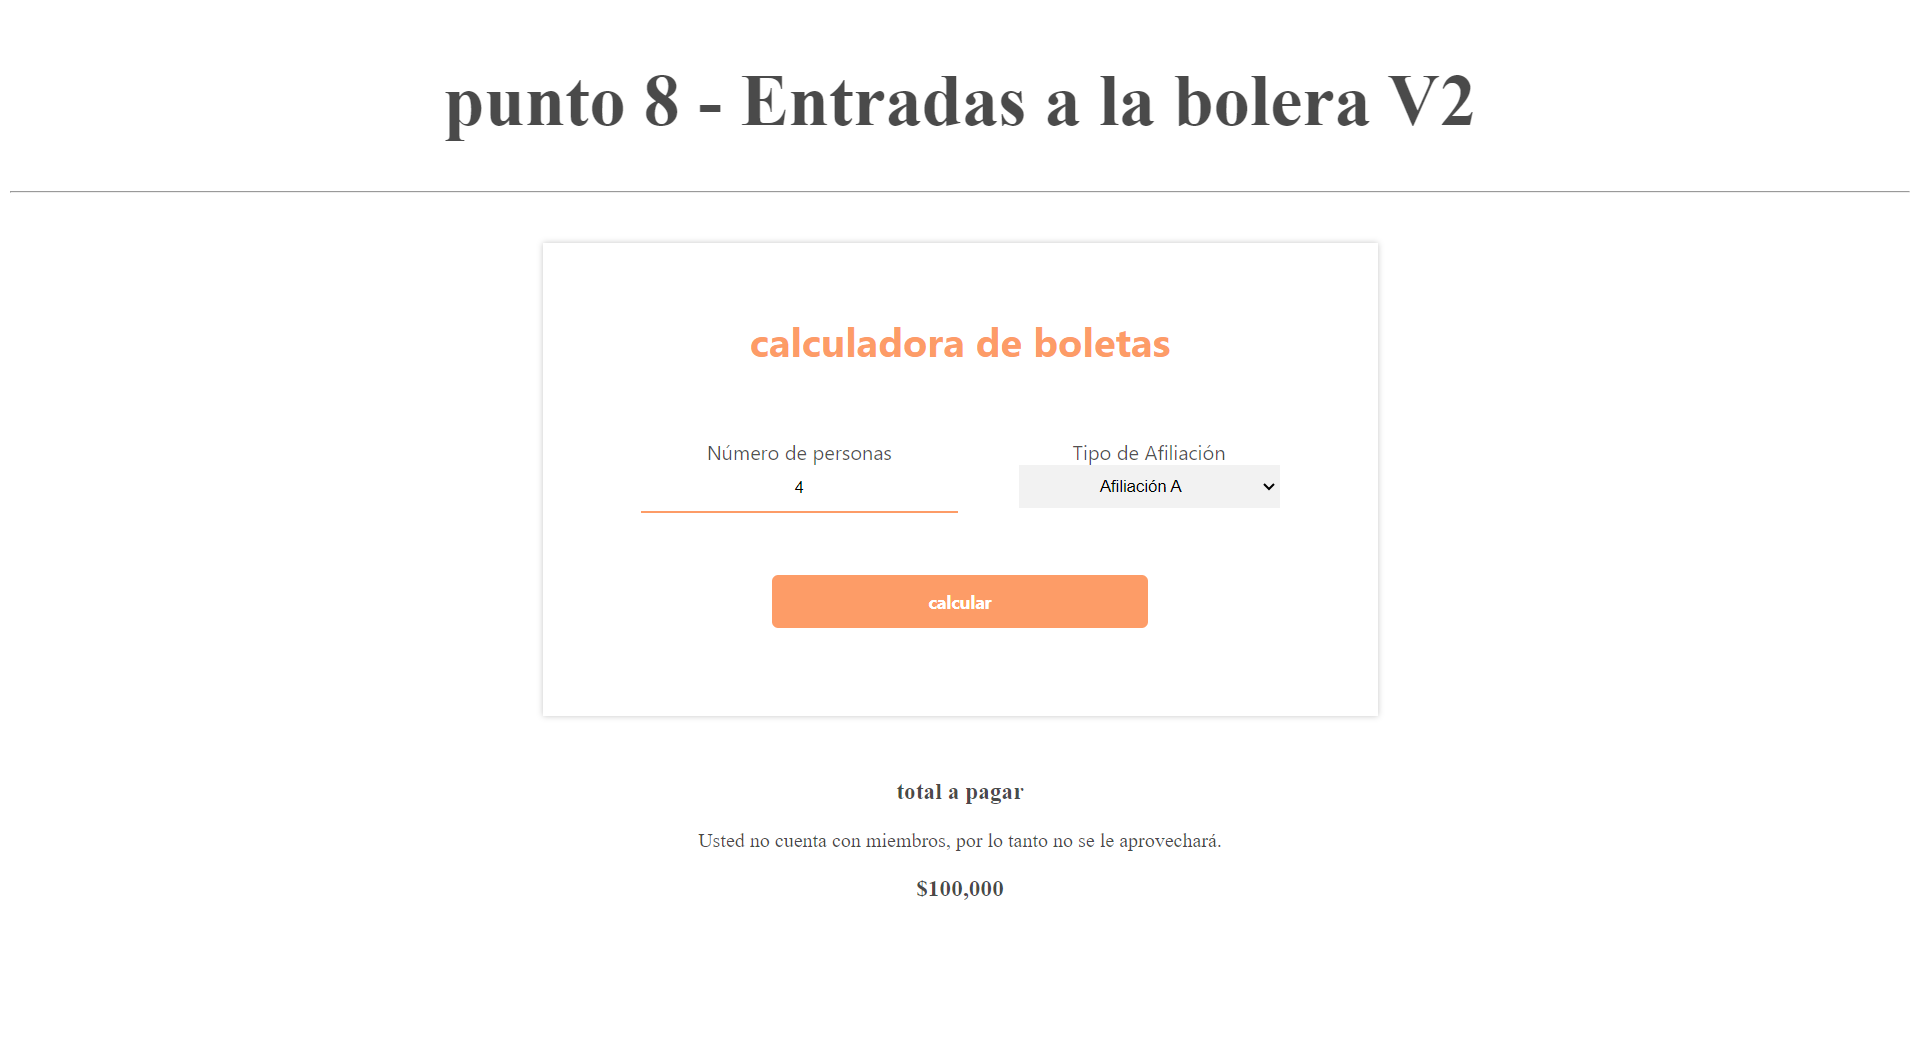 punto 8 - Entradas a la bolera V2
calculadora de boletas
Número de personas
4
Tipo de Afiliación
Afiliación A
calcular
total a pagar
Usted no cuenta con miembros, por lo tanto no se le aprovechará.
$100,000